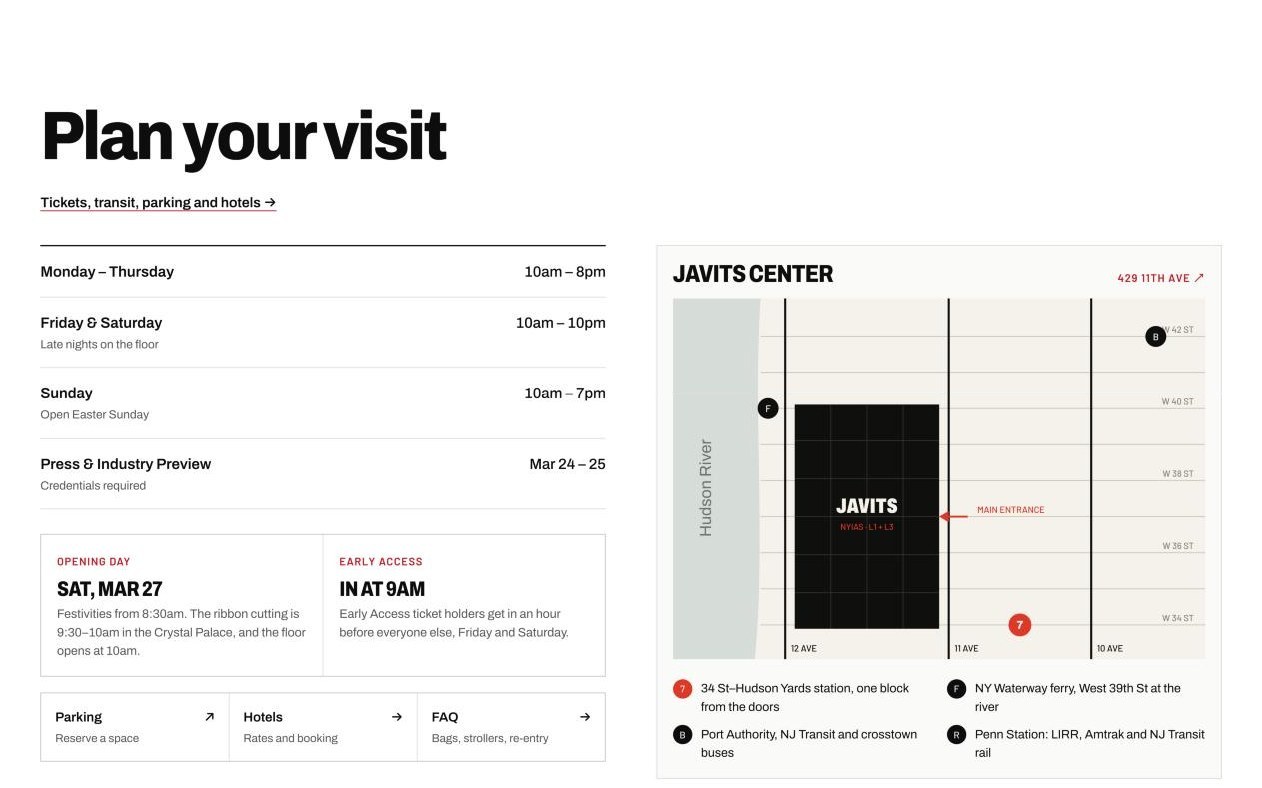 Plan your visit
Tickets, transit, parking and hotels →
Monday – Thursday 10am – 8pm
Friday & Saturday 10am – 10pm
Late nights on the floor
Sunday 10am – 7pm
Open Easter Sunday
Press & Industry Preview Mar 24 – 25
Credentials required
OPENING DAY
SAT, MAR 27
Festivities from 8:30am. The ribbon cutting is
9:30–10am in the Crystal Palace, and the floor
opens at 10am.
EARLY ACCESS
IN AT 9AM
Early Access ticket holders get in an hour
before everyone else, Friday and Saturday.
Parking ↗
Reserve a space
Hotels →
Rates and booking
FAQ →
Bags, strollers, re-entry
JAVITS CENTER
429 11TH AVE ↗
B W 42 ST
F W 40 ST
Hudson River
W 38 ST
JAVITS
NYIAS · L1 + L3
MAIN ENTRANCE
W 36 ST
7 W 34 ST
12 AVE 11 AVE 10 AVE
7 34 St–Hudson Yards station, one block
from the doors
F NY Waterway ferry, West 39th St at the
river
B Port Authority, NJ Transit and crosstown
buses
R Penn Station: LIRR, Amtrak and NJ Transit
rail